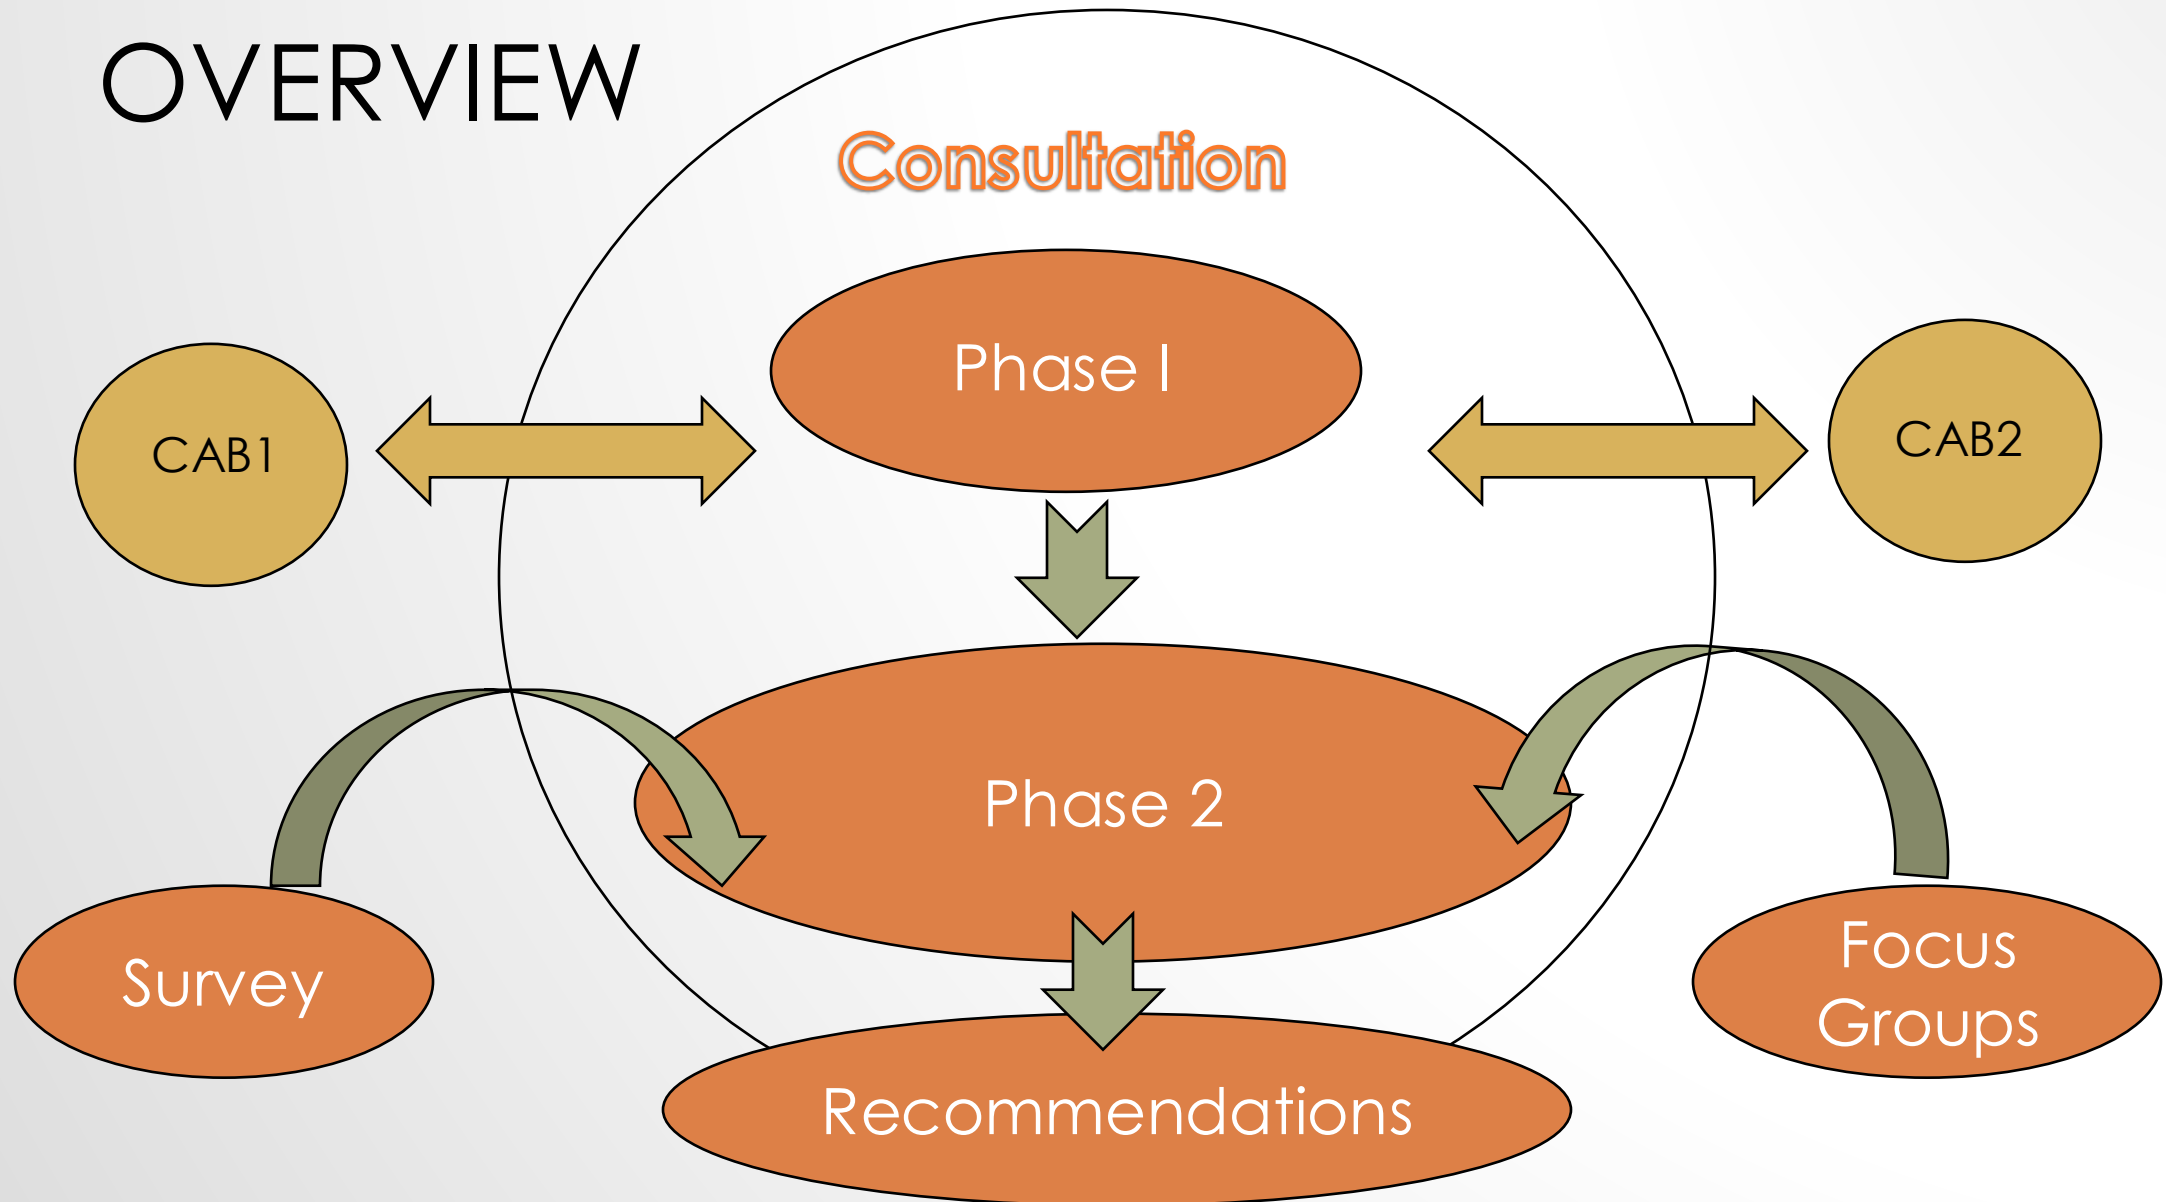 OVERVIEW
Consultation
Phase I
CAB1
CAB2
Phase 2
Survey
Focus
Groups
Recommendations